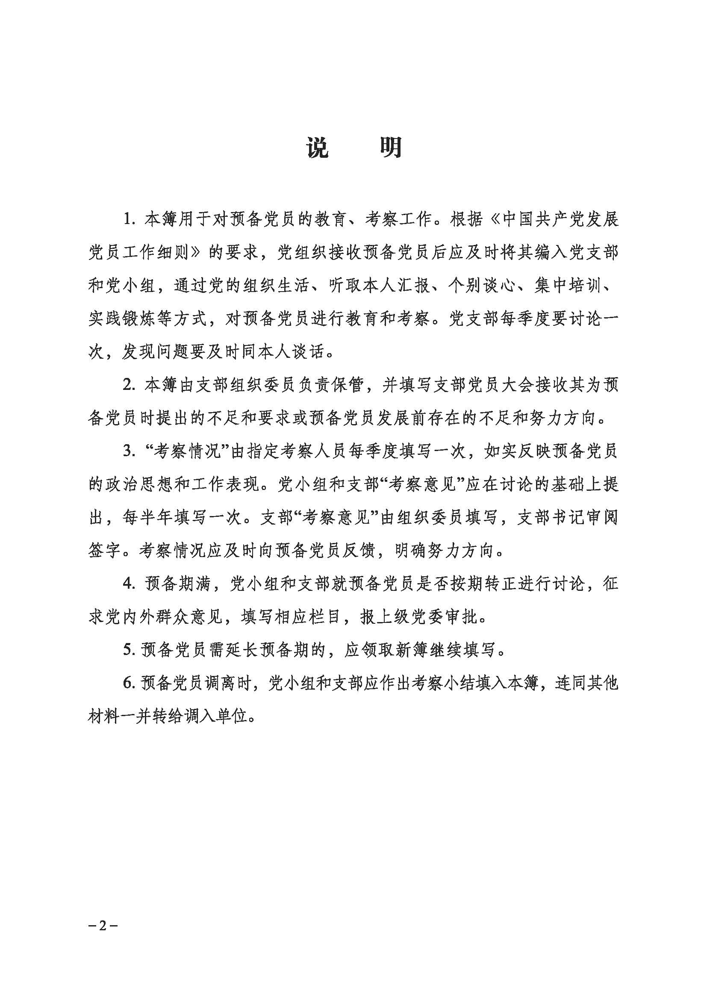 说　　明
1. 本簿用于对预备党员的教育、考察工作。根据《中国共产党发展
党员工作细则》的要求，党组织接收预备党员后应及时将其编入党支部
和党小组，通过党的组织生活、听取本人汇报、个别谈心、集中培训、
实践锻炼等方式，对预备党员进行教育和考察。党支部每季度要讨论一
次，发现问题要及时同本人谈话。
2. 本簿由支部组织委员负责保管，并填写支部党员大会接收其为预
备党员时提出的不足和要求或预备党员发展前存在的不足和努力方向。
3. “考察情况”由指定考察人员每季度填写一次，如实反映预备党员
的政治思想和工作表现。党小组和支部“考察意见”应在讨论的基础上提
出，每半年填写一次。支部“考察意见”由组织委员填写，支部书记审阅
签字。考察情况应及时向预备党员反馈，明确努力方向。
4. 预备期满，党小组和支部就预备党员是否按期转正进行讨论，征
求党内外群众意见，填写相应栏目，报上级党委审批。
5. 预备党员需延长预备期的，应领取新簿继续填写。
6. 预备党员调离时，党小组和支部应作出考察小结填入本簿，连同其他
材料一并转给调入单位。
－2－